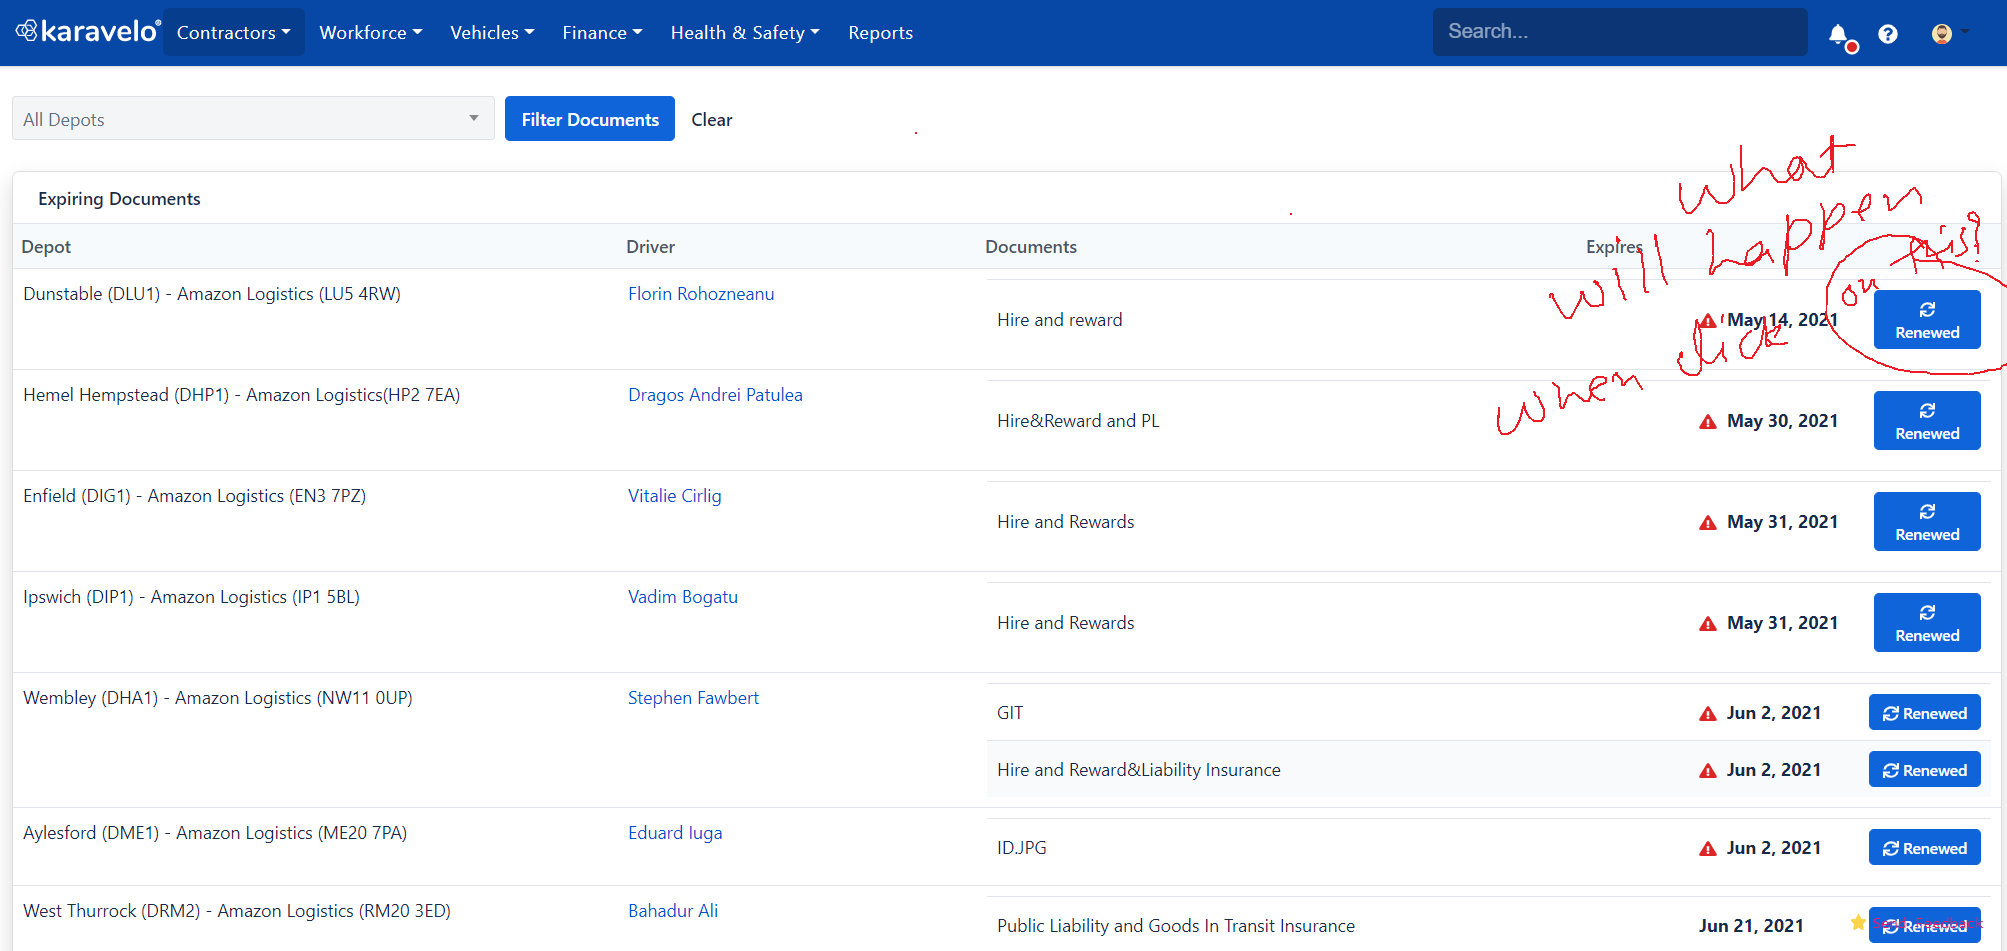 karavelo Contractors Workforce Vehicles Finance Health & Safety Reports Search...
All Depots Filter Documents Clear
Expiring Documents
Depot Driver Documents Expires
What
will happen
when click on this?
Dunstable (DLU1) - Amazon Logistics (LU5 4RW) Florin Rohozneanu Hire and reward May 14, 2021 Renewed
Hemel Hempstead (DHP1) - Amazon Logistics(HP2 7EA) Dragos Andrei Patulea Hire&Reward and PL May 30, 2021 Renewed
Enfield (DIG1) - Amazon Logistics (EN3 7PZ) Vitalie Cirlig Hire and Rewards May 31, 2021 Renewed
Ipswich (DIP1) - Amazon Logistics (IP1 5BL) Vadim Bogatu Hire and Rewards May 31, 2021 Renewed
Wembley (DHA1) - Amazon Logistics (NW11 0UP) Stephen Fawbert GIT Jun 2, 2021 Renewed
Hire and Reward&Liability Insurance Jun 2, 2021 Renewed
Aylesford (DME1) - Amazon Logistics (ME20 7PA) Eduard Iuga ID.JPG Jun 2, 2021 Renewed
West Thurrock (DRM2) - Amazon Logistics (RM20 3ED) Bahadur Ali Public Liability and Goods In Transit Insurance Jun 21, 2021 Renewed